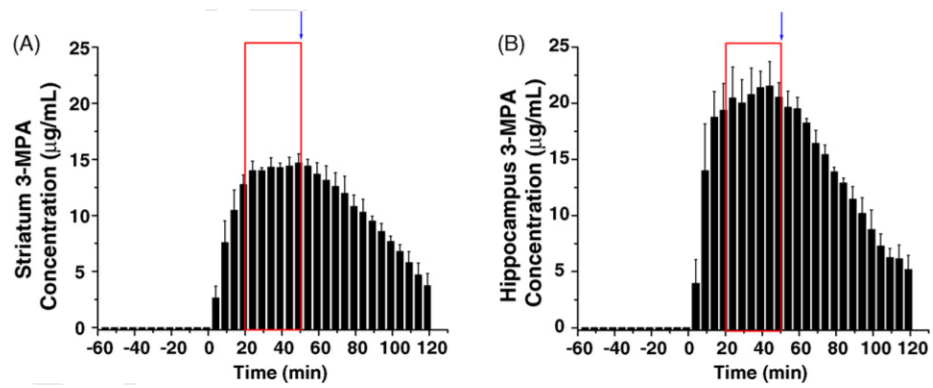 (A)
Striatum 3-MPA
Concentration (μg/mL)
25
20
15
10
5
0
-60 -40 -20 0 20 40 60 80 100 120
Time (min)
(B)
Hippocampus 3-MPA
Concentration (μg/mL)
25
20
15
10
5
0
-60 -40 -20 0 20 40 60 80 100 120
Time (min)